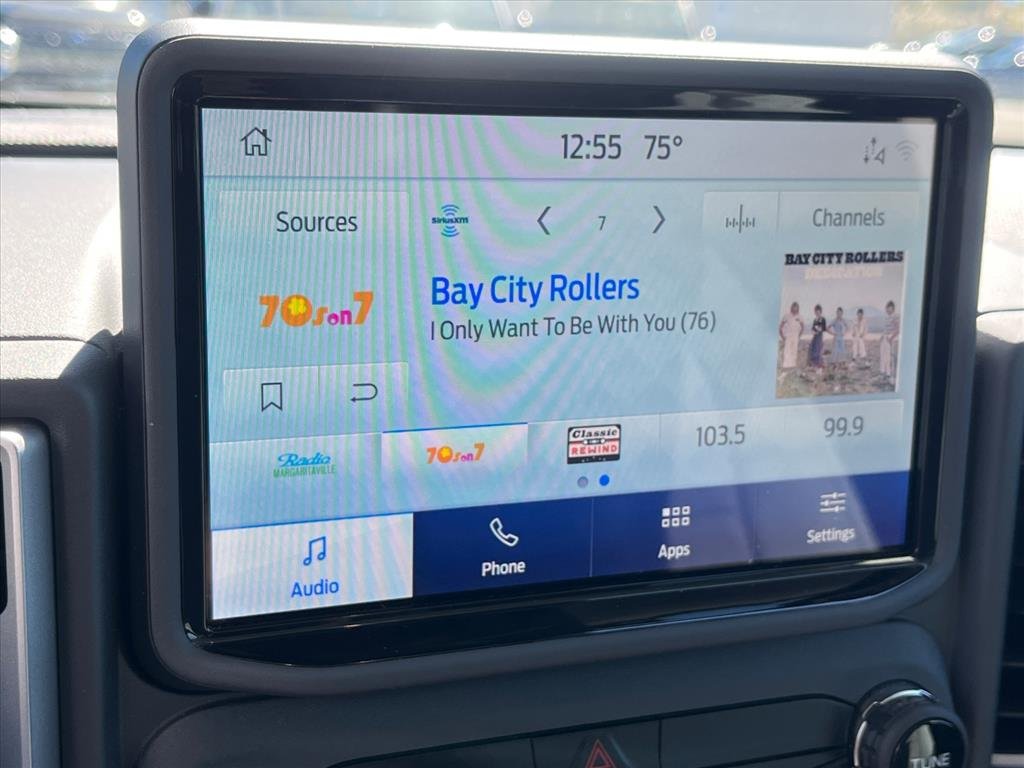 12:55 75°
Sources
SiriusXM
7
Channels
70s on 7
Bay City Rollers
I Only Want To Be With You (76)
BAY CITY ROLLERS
DEDICATION
Radio
MARGARITAVILLE
70s on 7
Classic
REWIND
103.5
99.9
Audio
Phone
Apps
Settings
TUNE